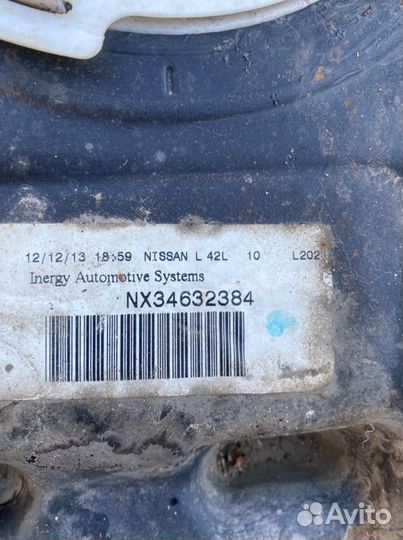 12/12/13 18:59 NISSAN L 42L 10 L202
Inergy Automotive Systems
NX34632384
Avito